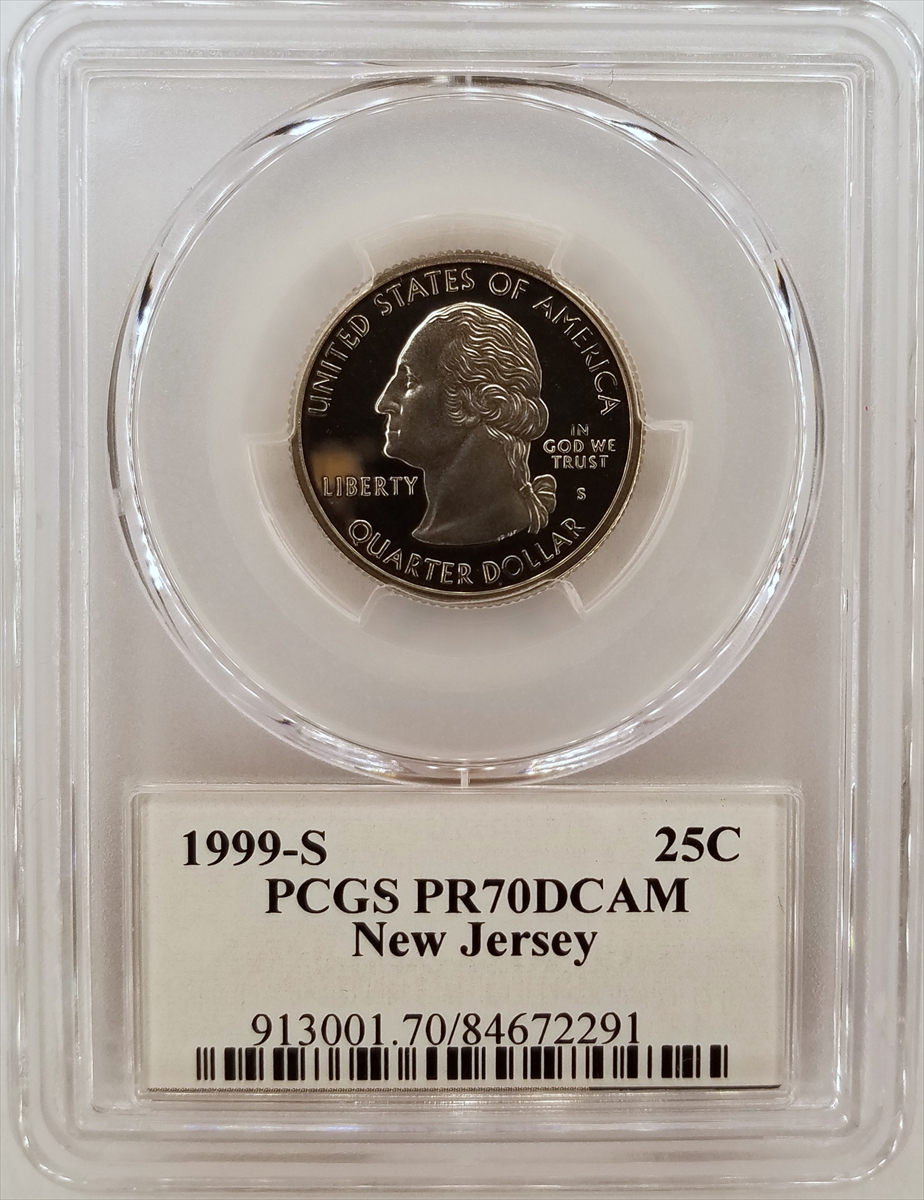 UNITED STATES OF AMERICA
IN
GOD WE
TRUST
LIBERTY
S
QUARTER DOLLAR
1999-S 25C
PCGS PR70DCAM
New Jersey
913001.70/84672291